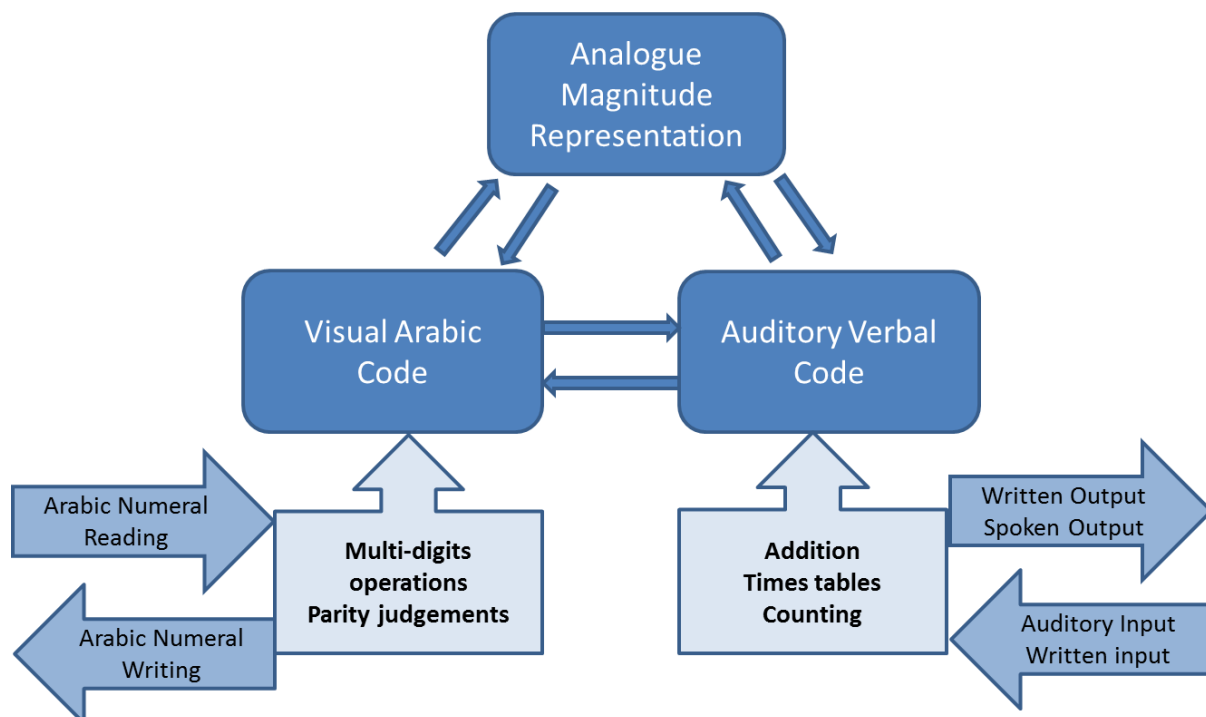 Analogue
Magnitude
Representation
Visual Arabic
Code
Auditory Verbal
Code
Arabic Numeral
Reading
Multi-digits
operations
Parity judgements
Arabic Numeral
Writing
Addition
Times tables
Counting
Written Output
Spoken Output
Auditory Input
Written input